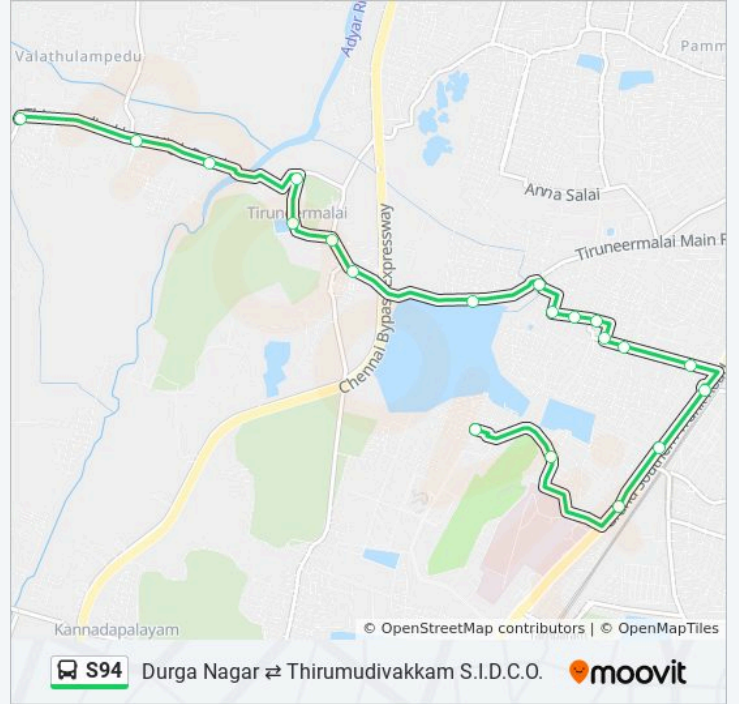 Adyar Ri
Valathulampedu
Pamm
Anna Salai
Tiruneermalai
Tiruneermalai Main R
Chennai Bypass Expressway
Kannadapalayam
© OpenStreetMap contributors | © OpenMapTiles
S94 Durga Nagar ⇄ Thirumudivakkam S.I.D.C.O. moovit